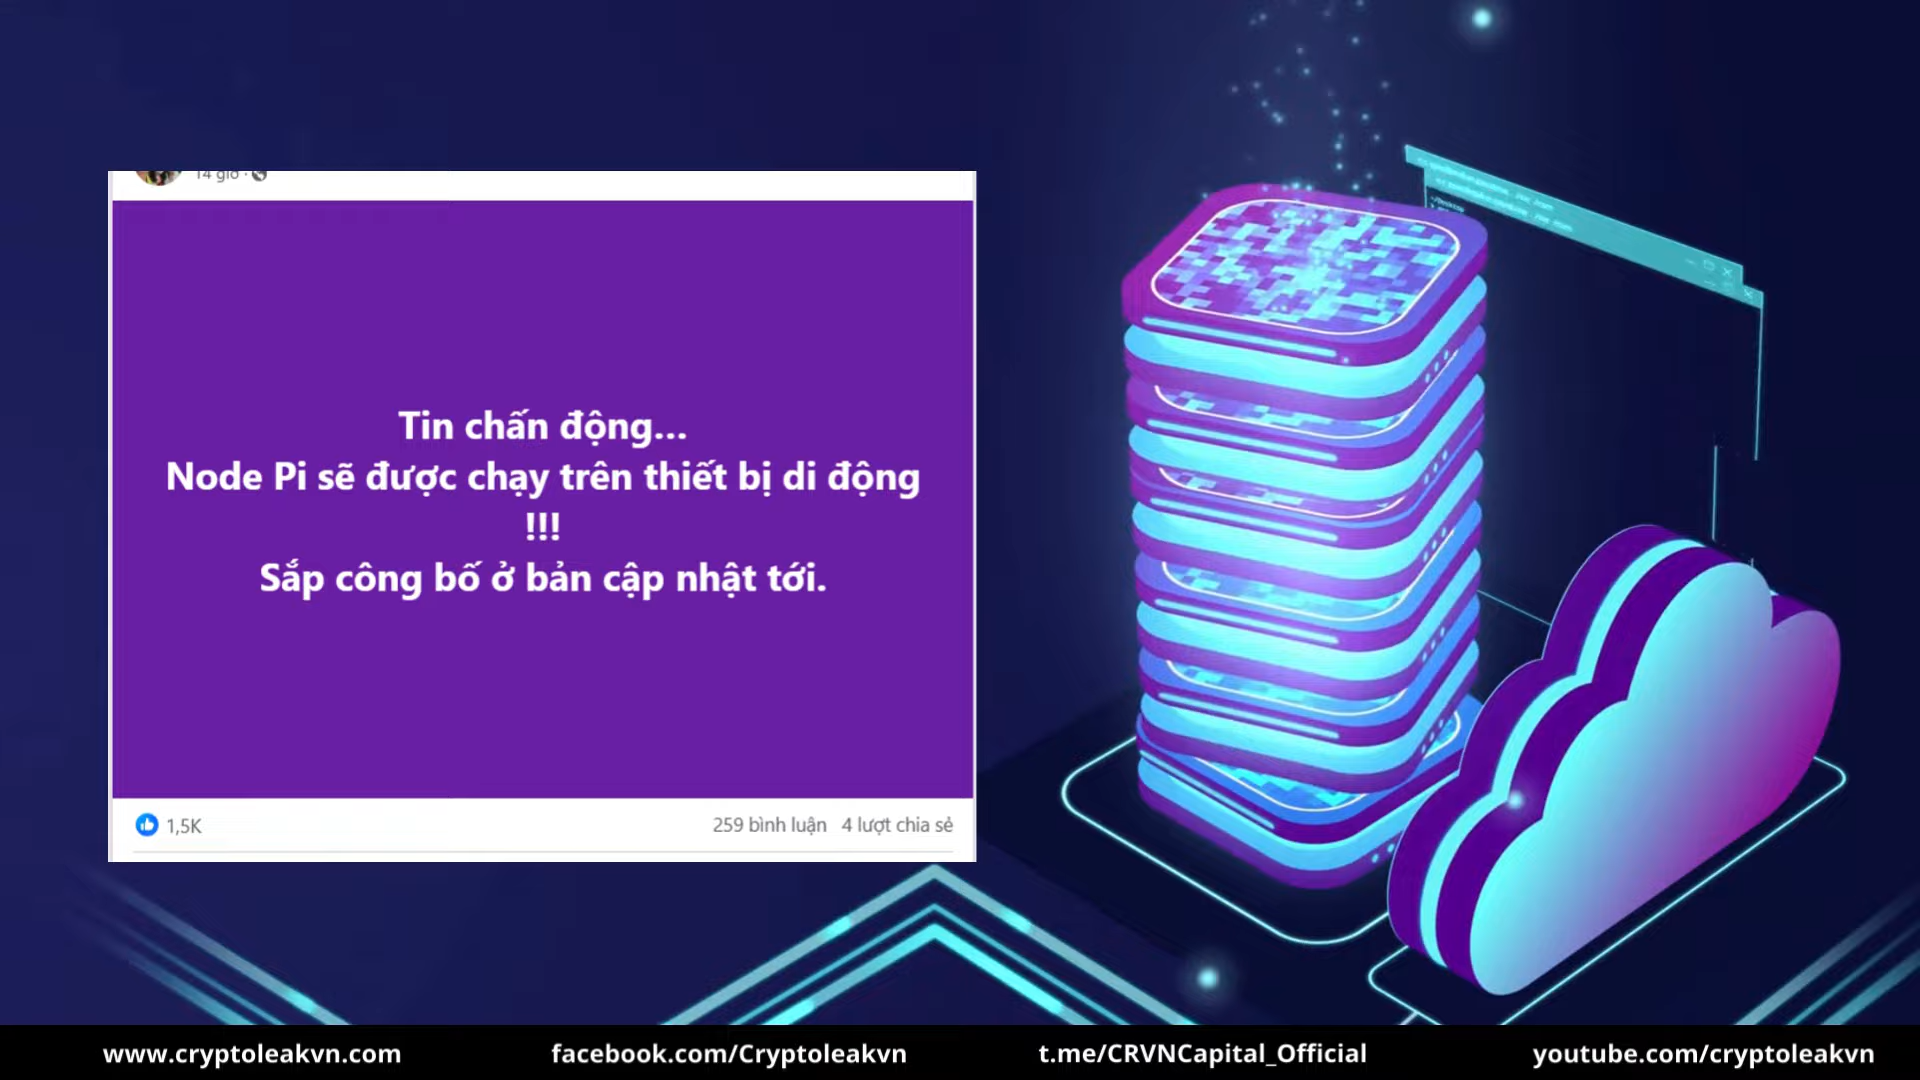 14 giờ ·
Tin chấn động...
Node Pi sẽ được chạy trên thiết bị di động
!!!
Sắp công bố ở bản cập nhật tới.
1,5K 259 bình luận 4 lượt chia sẻ
www.cryptoleakvn.com facebook.com/Cryptoleakvn t.me/CRVNCapital_Official youtube.com/cryptoleakvn